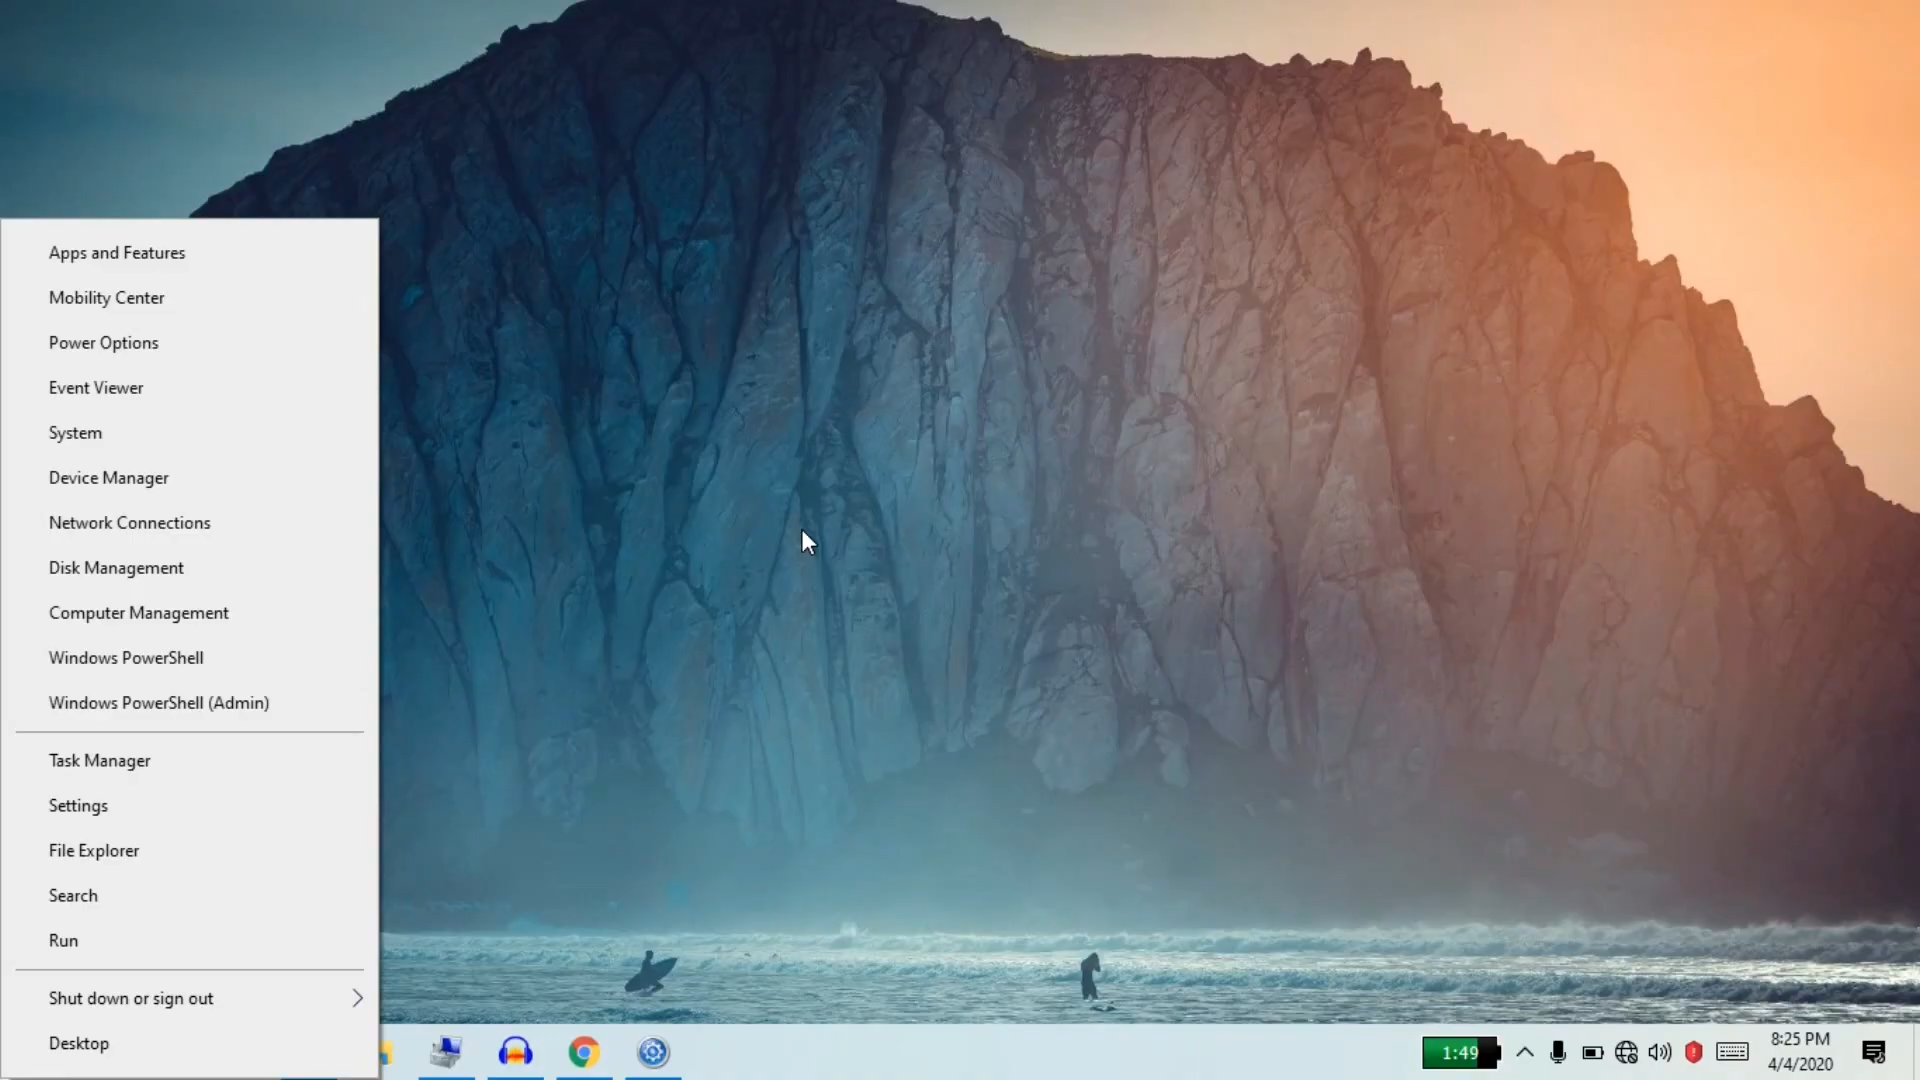 Apps and Features
Mobility Center
Power Options
Event Viewer
System
Device Manager
Network Connections
Disk Management
Computer Management
Windows PowerShell
Windows PowerShell (Admin)
Task Manager
Settings
File Explorer
Search
Run
Shut down or sign out
Desktop
1:49
8:25 PM
4/4/2020